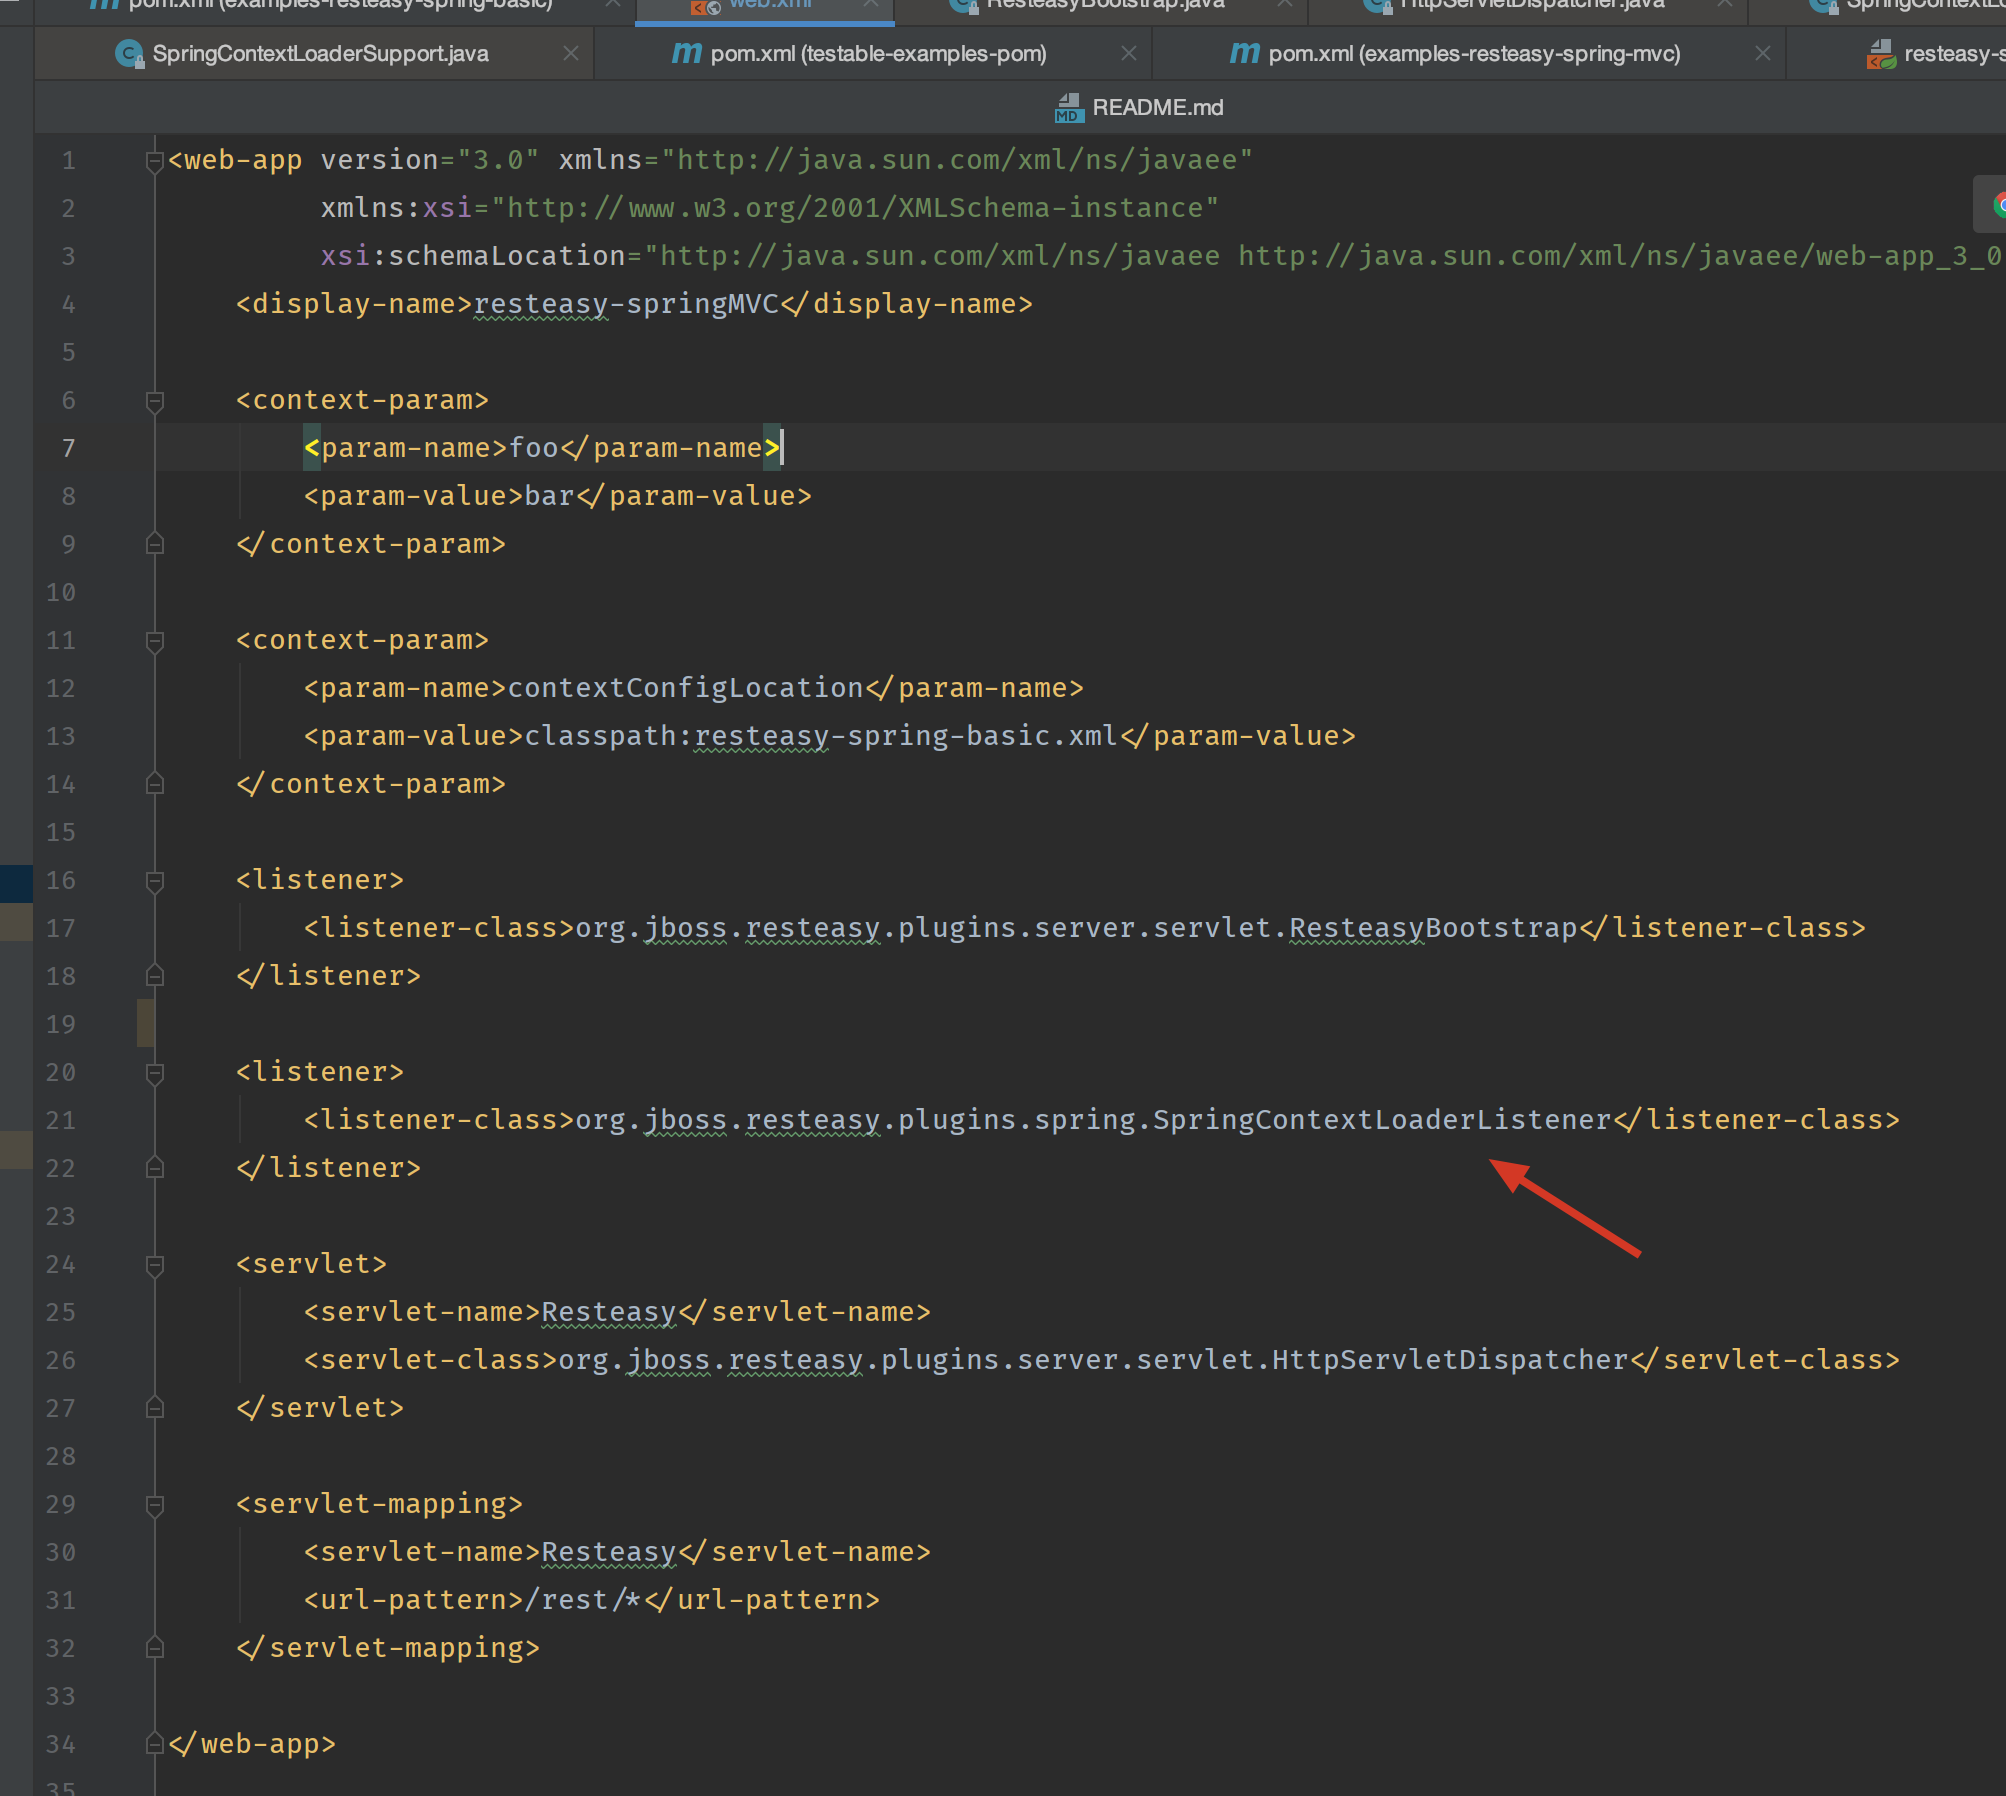 pom.xml (examples-resteasy-spring-basic) web.xml ResteasyBootstrap.java HttpServletDispatcher.java
SpringContextLoaderSupport.java pom.xml (testable-examples-pom) pom.xml (examples-resteasy-spring-mvc) resteasy-s
README.md
1 <web-app version="3.0" xmlns="http://java.sun.com/xml/ns/javaee"
2 xmlns:xsi="http://www.w3.org/2001/XMLSchema-instance"
3 xsi:schemaLocation="http://java.sun.com/xml/ns/javaee http://java.sun.com/xml/ns/javaee/web-app_3_0
4 <display-name>resteasy-springMVC</display-name>
5
6 <context-param>
7 <param-name>foo</param-name>
8 <param-value>bar</param-value>
9 </context-param>
10
11 <context-param>
12 <param-name>contextConfigLocation</param-name>
13 <param-value>classpath:resteasy-spring-basic.xml</param-value>
14 </context-param>
15
16 <listener>
17 <listener-class>org.jboss.resteasy.plugins.server.servlet.ResteasyBootstrap</listener-class>
18 </listener>
19
20 <listener>
21 <listener-class>org.jboss.resteasy.plugins.spring.SpringContextLoaderListener</listener-class>
22 </listener>
23
24 <servlet>
25 <servlet-name>Resteasy</servlet-name>
26 <servlet-class>org.jboss.resteasy.plugins.server.servlet.HttpServletDispatcher</servlet-class>
27 </servlet>
28
29 <servlet-mapping>
30 <servlet-name>Resteasy</servlet-name>
31 <url-pattern>/rest/*</url-pattern>
32 </servlet-mapping>
33
34 </web-app>
35